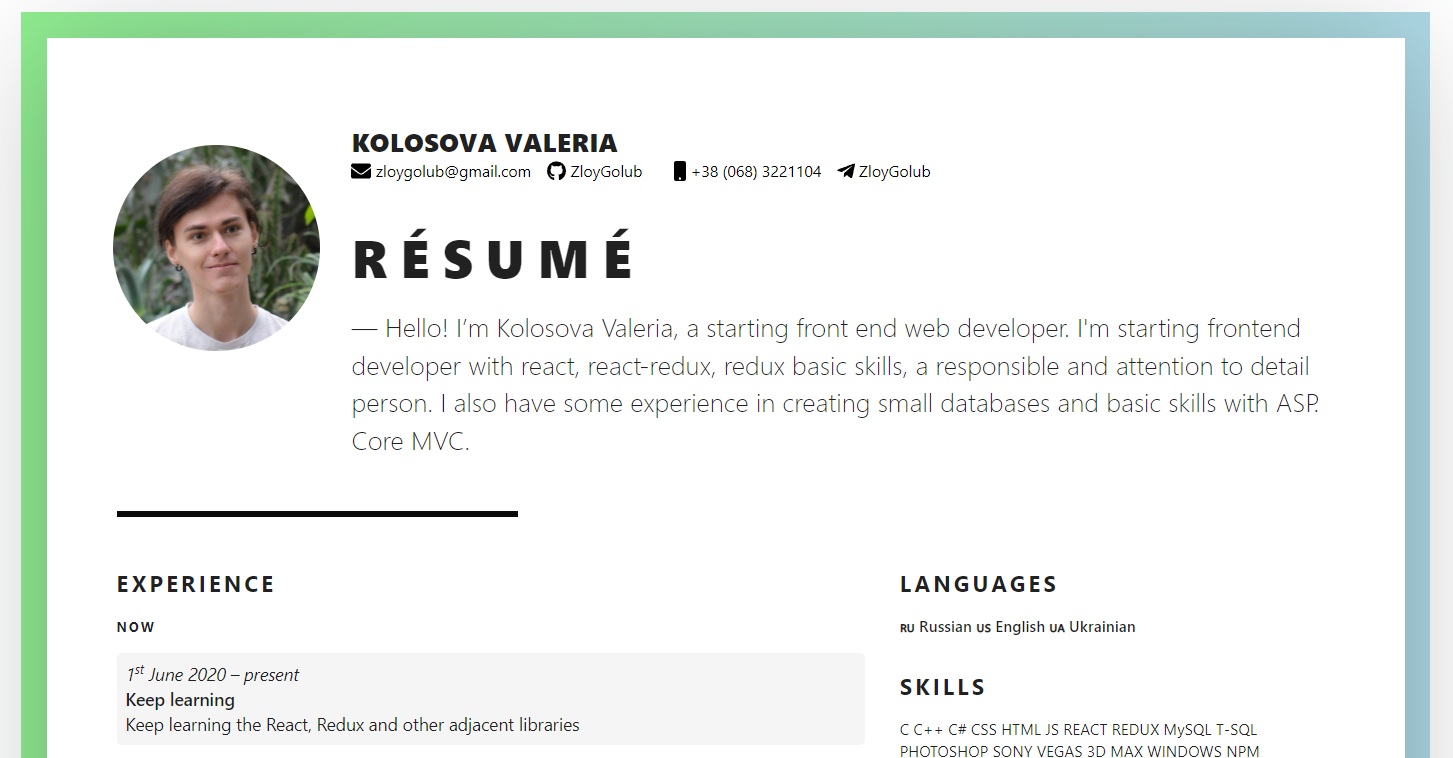 KOLOSOVA VALERIA
zloygolub@gmail.com ZloyGolub +38 (068) 3221104 ZloyGolub
RÉSUMÉ
— Hello! I’m Kolosova Valeria, a starting front end web developer. I'm starting frontend
developer with react, react-redux, redux basic skills, a responsible and attention to detail
person. I also have some experience in creating small databases and basic skills with ASP.
Core MVC.
EXPERIENCE
NOW
1st June 2020 – present
Keep learning
Keep learning the React, Redux and other adjacent libraries
LANGUAGES
RU Russian US English UA Ukrainian
SKILLS
C C++ C# CSS HTML JS REACT REDUX MySQL T-SQL
PHOTOSHOP SONY VEGAS 3D MAX WINDOWS NPM